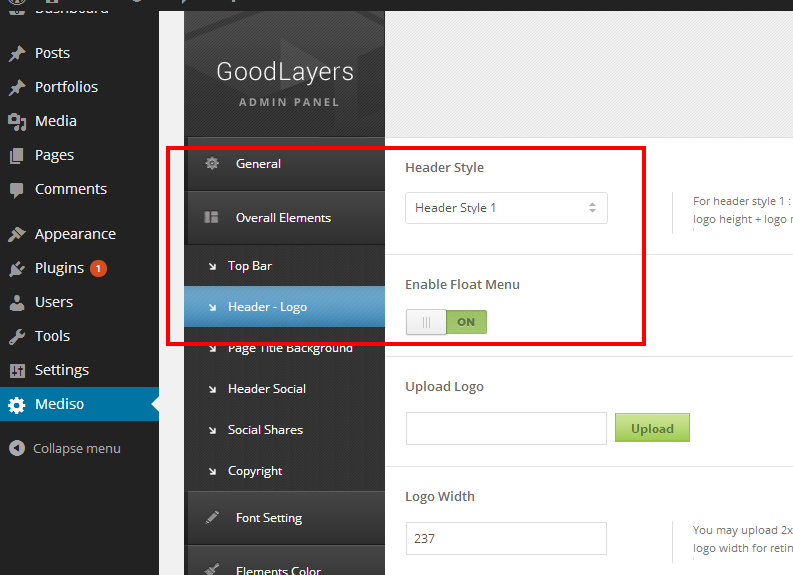 Dashboard
Posts
Portfolios
Media
Pages
Comments
Appearance
Plugins 1
Users
Tools
Settings
Mediso
Collapse menu
GoodLayers
ADMIN PANEL
General
Overall Elements
Top Bar
Header - Logo
Page Title Background
Header Social
Social Shares
Copyright
Font Setting
Elements Color
Header Style
Header Style 1
For header style 1 :
logo height + logo
Enable Float Menu
ON
Upload Logo
Upload
Logo Width
237
You may upload 2x
logo width for retin